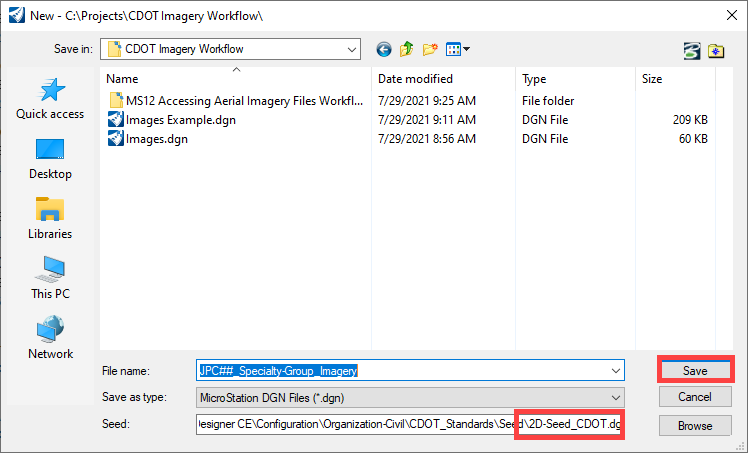 New - C:\Projects\CDOT Imagery Workflow\
Save in: CDOT Imagery Workflow
Name Date modified Type Size
MS12 Accessing Aerial Imagery Files Workfl... 7/29/2021 9:25 AM File folder
Images Example.dgn 7/29/2021 9:11 AM DGN File 209 KB
Images.dgn 7/29/2021 8:56 AM DGN File 60 KB
Quick access
Desktop
Libraries
This PC
Network
File name: JPC##_Specialty-Group_Imagery Save
Save as type: MicroStation DGN Files (*.dgn) Cancel
Seed: esigner CE\Configuration\Organization-Civil\CDOT_Standards\Seed\2D-Seed_CDOT.dg Browse